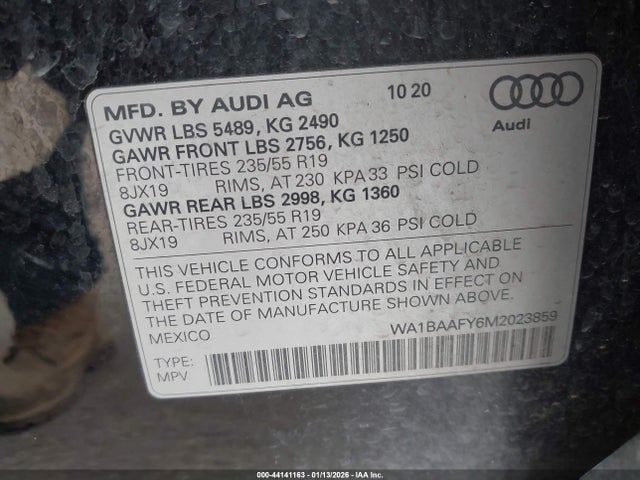 MFD. BY AUDI AG 10 20
Audi
GVWR LBS 5489, KG 2490
GAWR FRONT LBS 2756, KG 1250
FRONT-TIRES 235/55 R19
8JX19 RIMS, AT 230 KPA 33 PSI COLD
GAWR REAR LBS 2998, KG 1360
REAR-TIRES 235/55 R19
8JX19 RIMS, AT 250 KPA 36 PSI COLD
THIS VEHICLE CONFORMS TO ALL APPLICABLE
U.S. FEDERAL MOTOR VEHICLE SAFETY AND
THEFT PREVENTION STANDARDS IN EFFECT ON
THE DATE OF MANUFACTURE SHOWN ABOVE.
MEXICO WA1BAAFY6M2023859
TYPE:
MPV
000-44141163 - 01/13/2026 - IAA Inc.